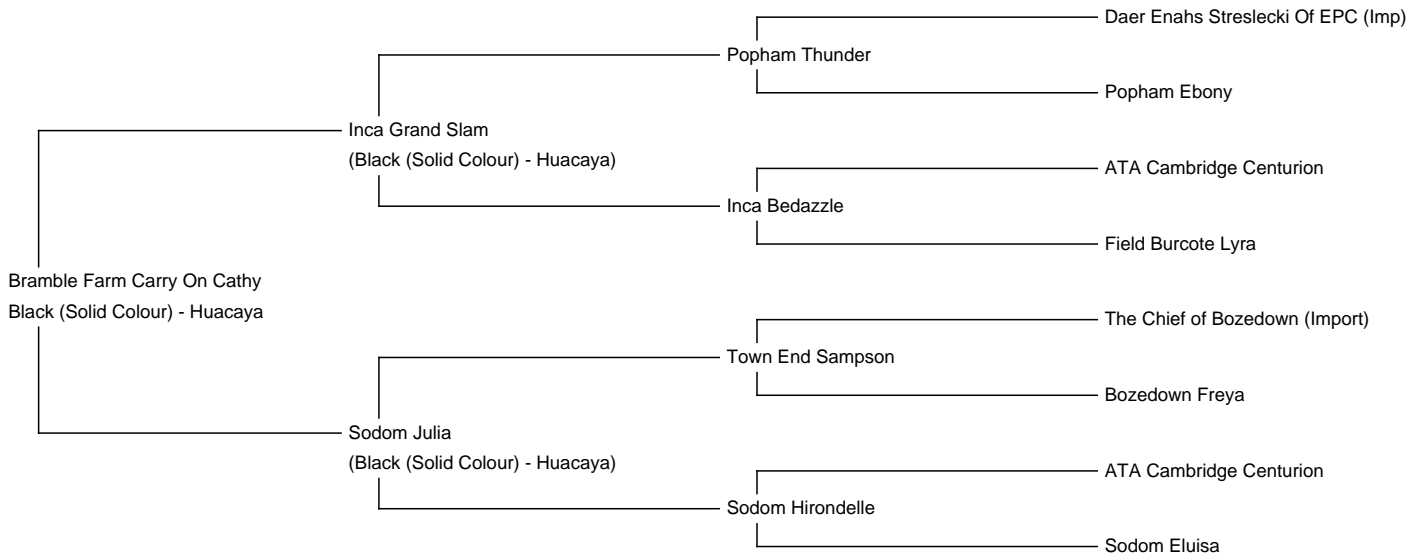 Daer Enahs Streslecki Of EPC (Imp)
Popham Thunder
Popham Ebony
Inca Grand Slam
(Black (Solid Colour) - Huacaya)
ATA Cambridge Centurion
Inca Bedazzle
Field Burcote Lyra
Bramble Farm Carry On Cathy
Black (Solid Colour) - Huacaya
The Chief of Bozedown (Import)
Town End Sampson
Bozedown Freya
Sodom Julia
(Black (Solid Colour) - Huacaya)
ATA Cambridge Centurion
Sodom Hirondelle
Sodom Eluisa